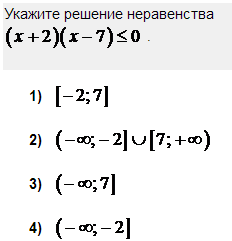 Укажите решение неравенства
(x+2)(x−7)≤0 .
1) [−2;7]
2) (−∞;−2]∪[7;+∞)
3) (−∞;7]
4) (−∞;−2]